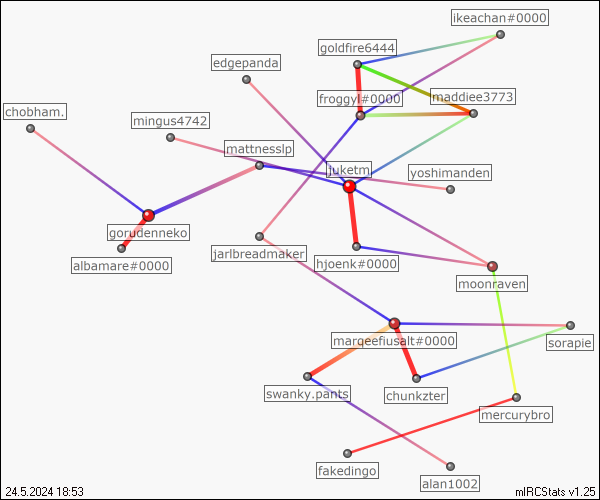 ikeachan#0000
goldfire6444
edgepanda
froggyl#0000
maddiee3773
chobham.
mingus4742
mattnesslp
juketm
yoshimanden
gorudenneko
jarlbreadmaker
hjoenk#0000
albamare#0000
moonraven
marqeefiusalt#0000
sorapie
swanky.pants
chunkzter
mercurybro
fakedingo
alan1002
24.5.2024 18:53
mIRCStats v1.25